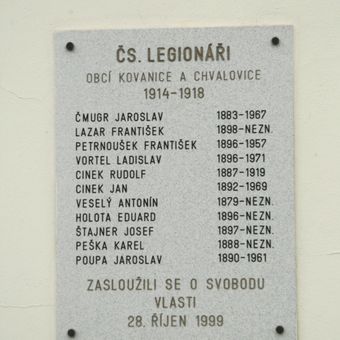 ČS. LEGIONÁŘI
OBCÍ KOVANICE A CHVALOVICE
1914-1918
ČMUGR JAROSLAV 1883-1967
LAZAR FRANTIŠEK 1898-NEZN.
PETRNOUŠEK FRANTIŠEK 1896-1957
VORTEL LADISLAV 1896-1971
CINEK RUDOLF 1887-1919
CINEK JAN 1892-1969
VESELÝ ANTONÍN 1879-NEZN.
HOLOTA EDUARD 1896-NEZN.
ŠTAJNER JOSEF 1897-NEZN.
PEŠKA KAREL 1888-NEZN.
POUPA JAROSLAV 1890-1961
ZASLOUŽILI SE O SVOBODU
VLASTI
28. ŘÍJEN 1999